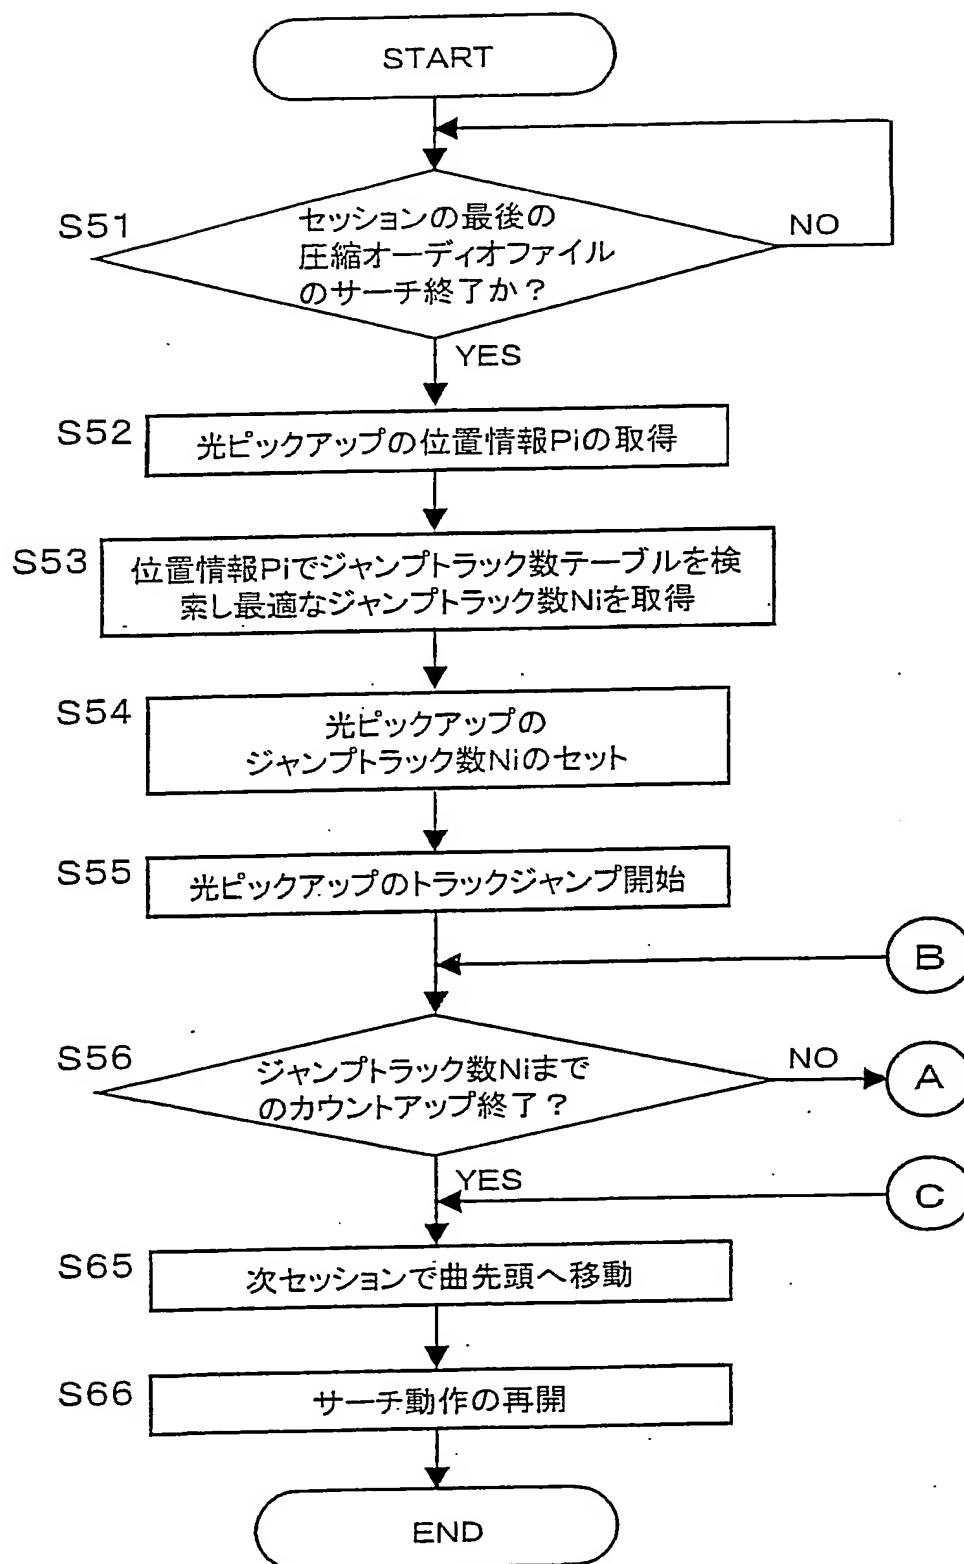 START
S51
セッションの最後の
圧縮オーディオファイル
のサーチ終了か？
NO
YES
S52
光ピックアップの位置情報Piの取得
S53
位置情報Piでジャンプトラック数テーブルを検
索し最適なジャンプトラック数Niを取得
S54
光ピックアップの
ジャンプトラック数Niのセット
S55
光ピックアップのトラックジャンプ開始
B
S56
ジャンプトラック数Niまで
のカウントアップ終了？
NO
A
YES
C
S65
次セッションで曲先頭へ移動
S66
サーチ動作の再開
END